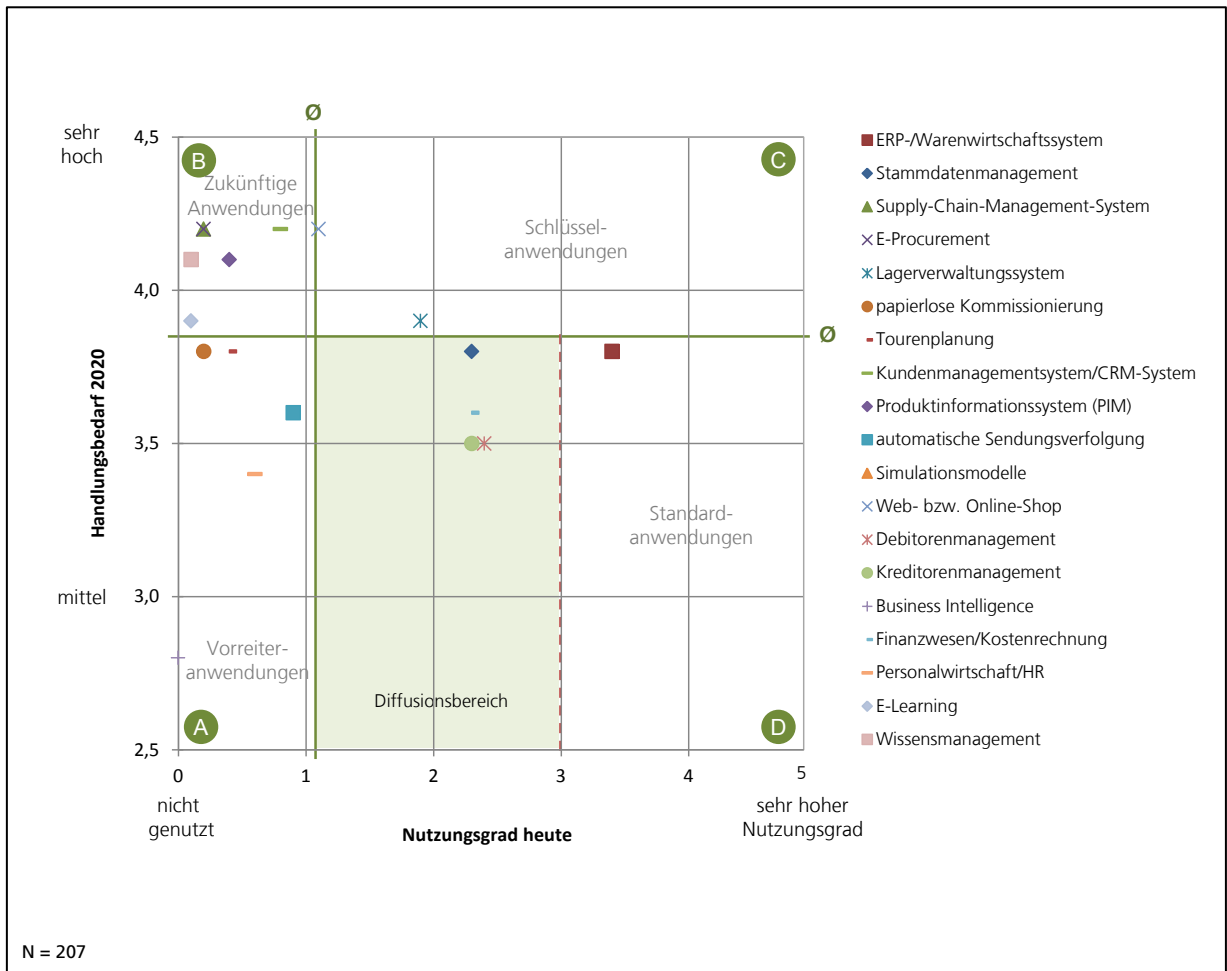 Ø
sehr
hoch
4,5
B
C
Zukünftige
Anwendungen
Schlüssel-
anwendungen
4,0
Ø
Handlungsbedarf 2020
3,5
Standard-
anwendungen
mittel
3,0
Vorreiter-
anwendungen
Diffusionsbereich
A
D
2,5
0
1
2
3
4
5
nicht
genutzt
Nutzungsgrad heute
sehr hoher
Nutzungsgrad
ERP-/Warenwirtschaftssystem
Stammdatenmanagement
Supply-Chain-Management-System
E-Procurement
Lagerverwaltungssystem
papierlose Kommissionierung
Tourenplanung
Kundenmanagementsystem/CRM-System
Produktinformationssystem (PIM)
automatische Sendungsverfolgung
Simulationsmodelle
Web- bzw. Online-Shop
Debitorenmanagement
Kreditorenmanagement
Business Intelligence
Finanzwesen/Kostenrechnung
Personalwirtschaft/HR
E-Learning
Wissensmanagement
N = 207